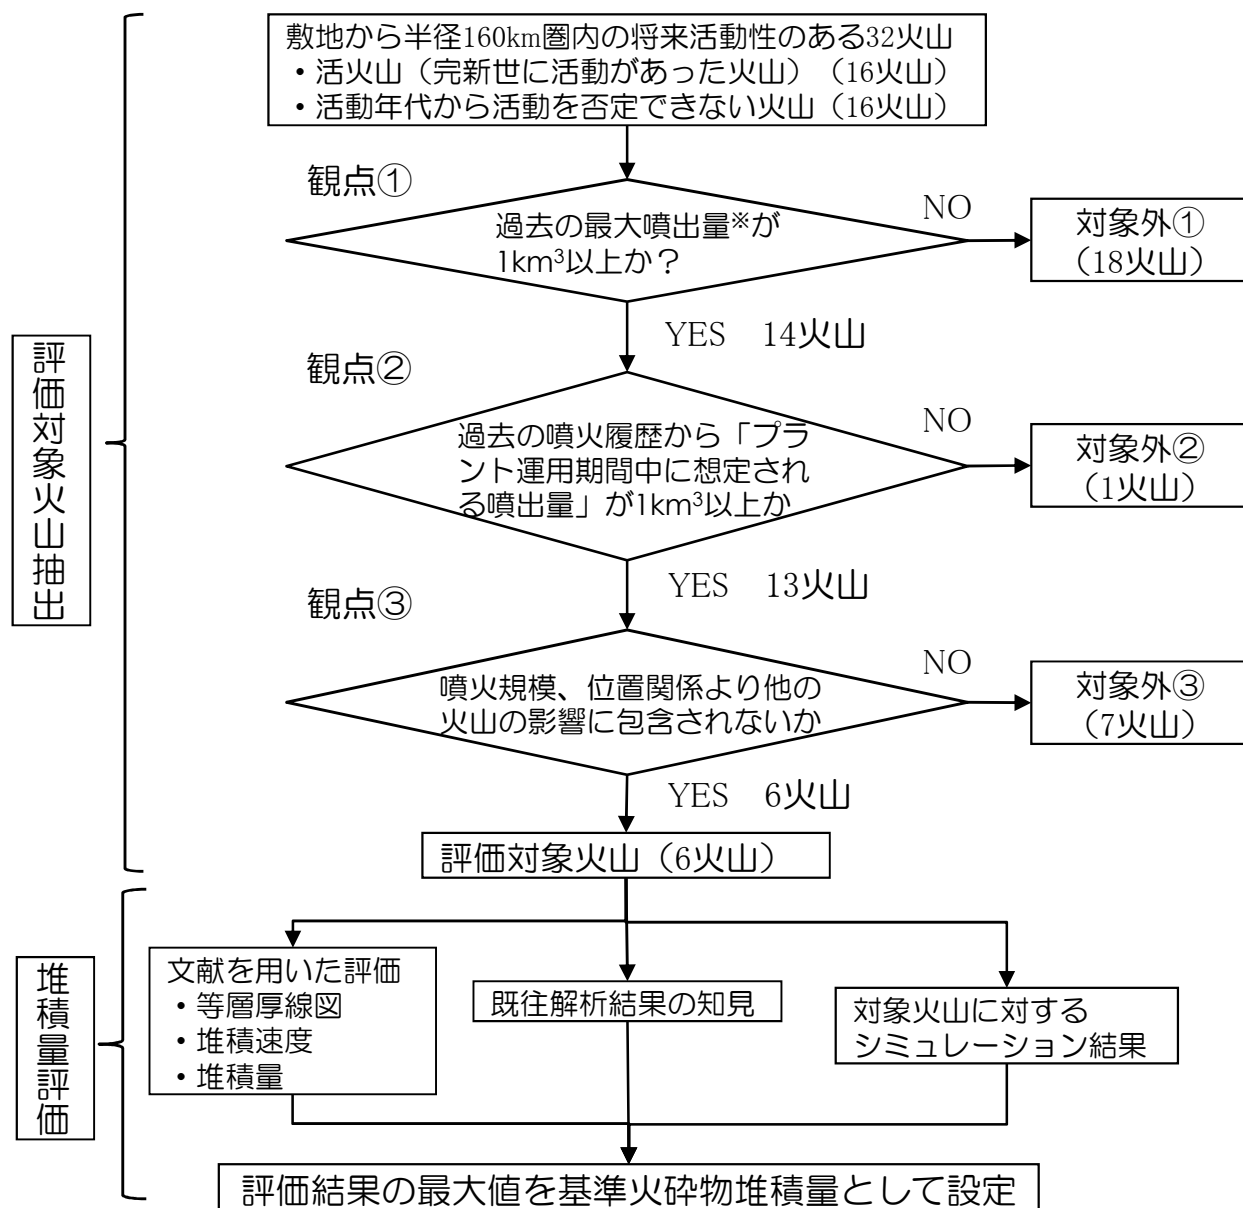 敷地から半径160km圏内の将来活動性のある32火山
・活火山（完新世に活動があった火山）（16火山）
・活動年代から活動を否定できない火山（16火山）
観点①
過去の最大噴出量※が
1km³以上か？
NO
対象外①
（18火山）
YES 14火山
観点②
過去の噴火履歴から「プラ
ント運用期間中に想定され
る噴出量」が1km³以上か
NO
対象外②
（1火山）
YES 13火山
観点③
噴火規模、位置関係より他の
火山の影響に包含されないか
NO
対象外③
（7火山）
YES 6火山
評価対象火山（6火山）
評価対象火山抽出
文献を用いた評価
・等層厚線図
・堆積速度
・堆積量
既往解析結果の知見
対象火山に対する
シミュレーション結果
堆積量評価
評価結果の最大値を基準火砕物堆積量として設定